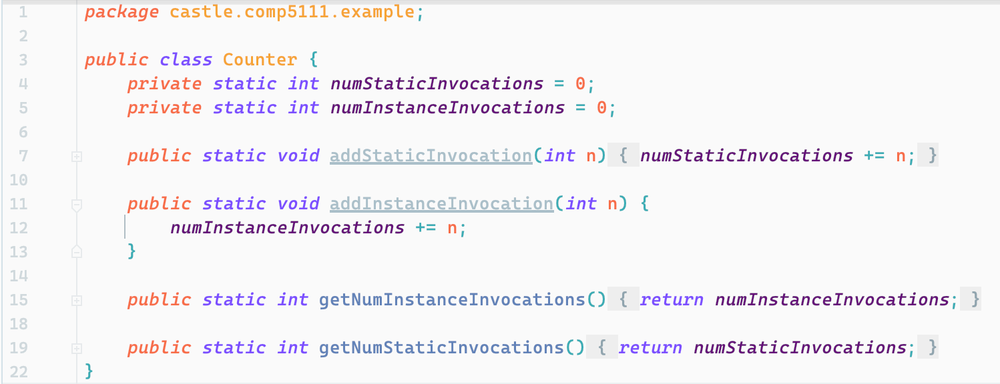 1 package castle.comp5111.example;
2
3 public class Counter {
4     private static int numStaticInvocations = 0;
5     private static int numInstanceInvocations = 0;
6
7     public static void addStaticInvocation(int n) { numStaticInvocations += n; }
10
11     public static void addInstanceInvocation(int n) {
12         numInstanceInvocations += n;
13     }
14
15     public static int getNumInstanceInvocations() { return numInstanceInvocations; }
18
19     public static int getNumStaticInvocations() { return numStaticInvocations; }
22 }